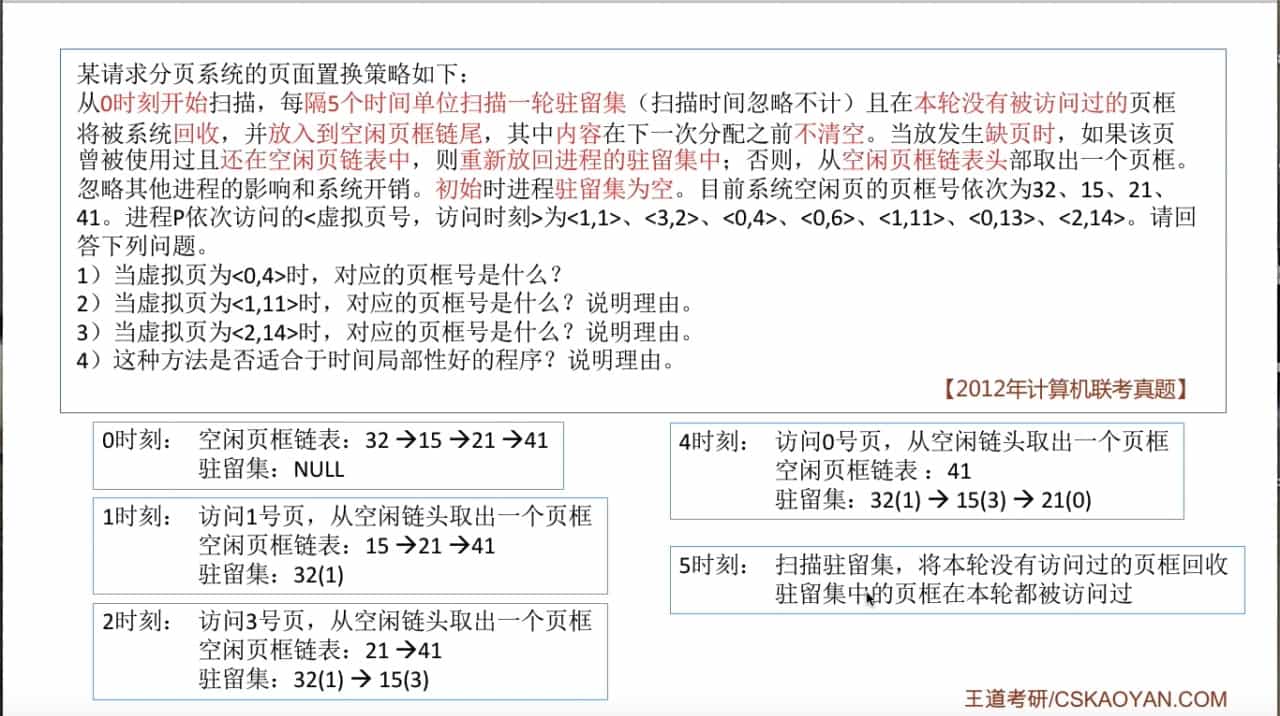 某请求分页系统的页面置换策略如下：
从0时刻开始扫描，每隔5个时间单位扫描一轮驻留集（扫描时间忽略不计）且在本轮没有被访问过的页框
将被系统回收，并放入到空闲页框链尾，其中内容在下一次分配之前不清空。当放发生缺页时，如果该页
曾被使用过且还在空闲页链表中，则重新放回进程的驻留集中；否则，从空闲页框链表头部取出一个页框。
忽略其他进程的影响和系统开销。初始时进程驻留集为空。目前系统空闲页的页框号依次为32、15、21、
41。进程P依次访问的<虚拟页号，访问时刻>为<1,1>、<3,2>、<0,4>、<0,6>、<1,11>、<0,13>、<2,14>。请回
答下列问题。
1）当虚拟页为<0,4>时，对应的页框号是什么？
2）当虚拟页为<1,11>时，对应的页框号是什么？说明理由。
3）当虚拟页为<2,14>时，对应的页框号是什么？说明理由。
4）这种方法是否适合于时间局部性好的程序？说明理由。
【2012年计算机联考真题】
0时刻： 空闲页框链表：32 →15 →21 →41
驻留集：NULL
1时刻： 访问1号页，从空闲链头取出一个页框
空闲页框链表：15 →21 →41
驻留集：32(1)
2时刻： 访问3号页，从空闲链头取出一个页框
空闲页框链表：21 →41
驻留集：32(1) → 15(3)
4时刻： 访问0号页，从空闲链头取出一个页框
空闲页框链表 ：41
驻留集：32(1) → 15(3) → 21(0)
5时刻： 扫描驻留集，将本轮没有访问过的页框回收
驻留集中的页框在本轮都被访问过
王道考研/CSKAOYAN.COM